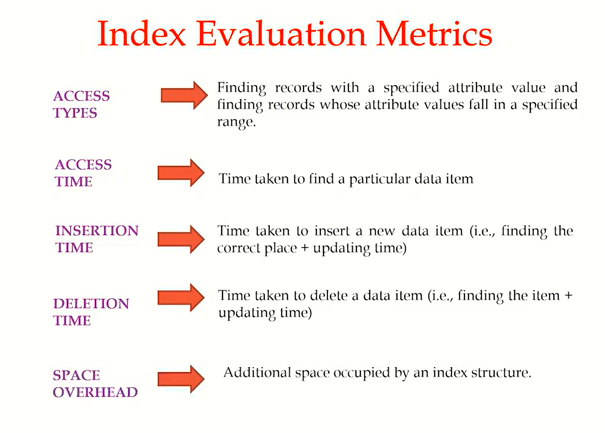 Index Evaluation Metrics
ACCESS
TYPES
Finding records with a specified attribute value and
finding records whose attribute values fall in a specified
range.
ACCESS
TIME
Time taken to find a particular data item
INSERTION
TIME
Time taken to insert a new data item (i.e., finding the
correct place + updating time)
DELETION
TIME
Time taken to delete a data item (i.e., finding the item +
updating time)
SPACE
OVERHEAD
Additional space occupied by an index structure.